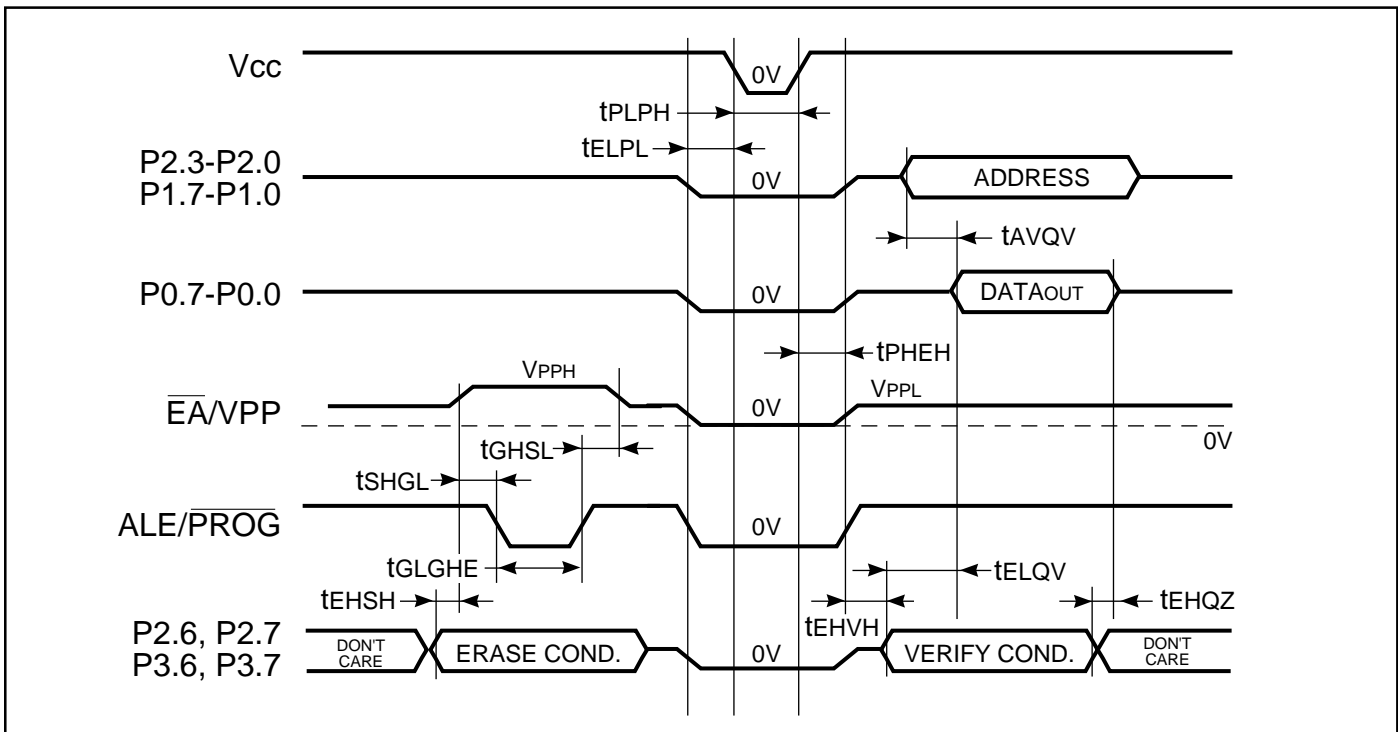 Vcc
0V
tPLPH
tELPL
P2.3-P2.0
P1.7-P1.0
0V
ADDRESS
tAVQV
P0.7-P0.0
0V
DATAOUT
tPHEH
VPPH
VPPL
EA/VPP
0V
0V
tGHSL
tSHGL
ALE/PROG
0V
tGLGHE
tELQV
tEHSH
tEHQZ
tEHVH
P2.6, P2.7
P3.6, P3.7
DON'T
CARE
ERASE COND.
0V
VERIFY COND.
DON'T
CARE